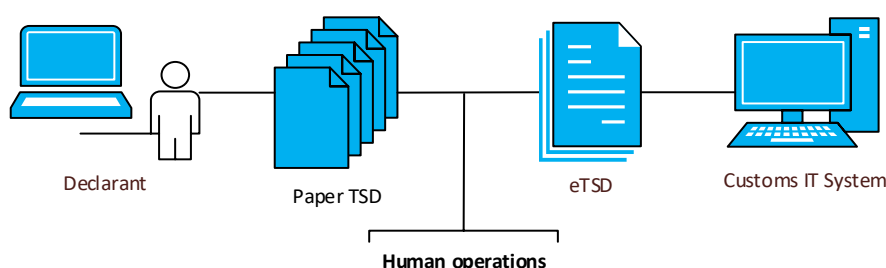 Declarant
Paper TSD
eTSD
Customs IT System
Human operations